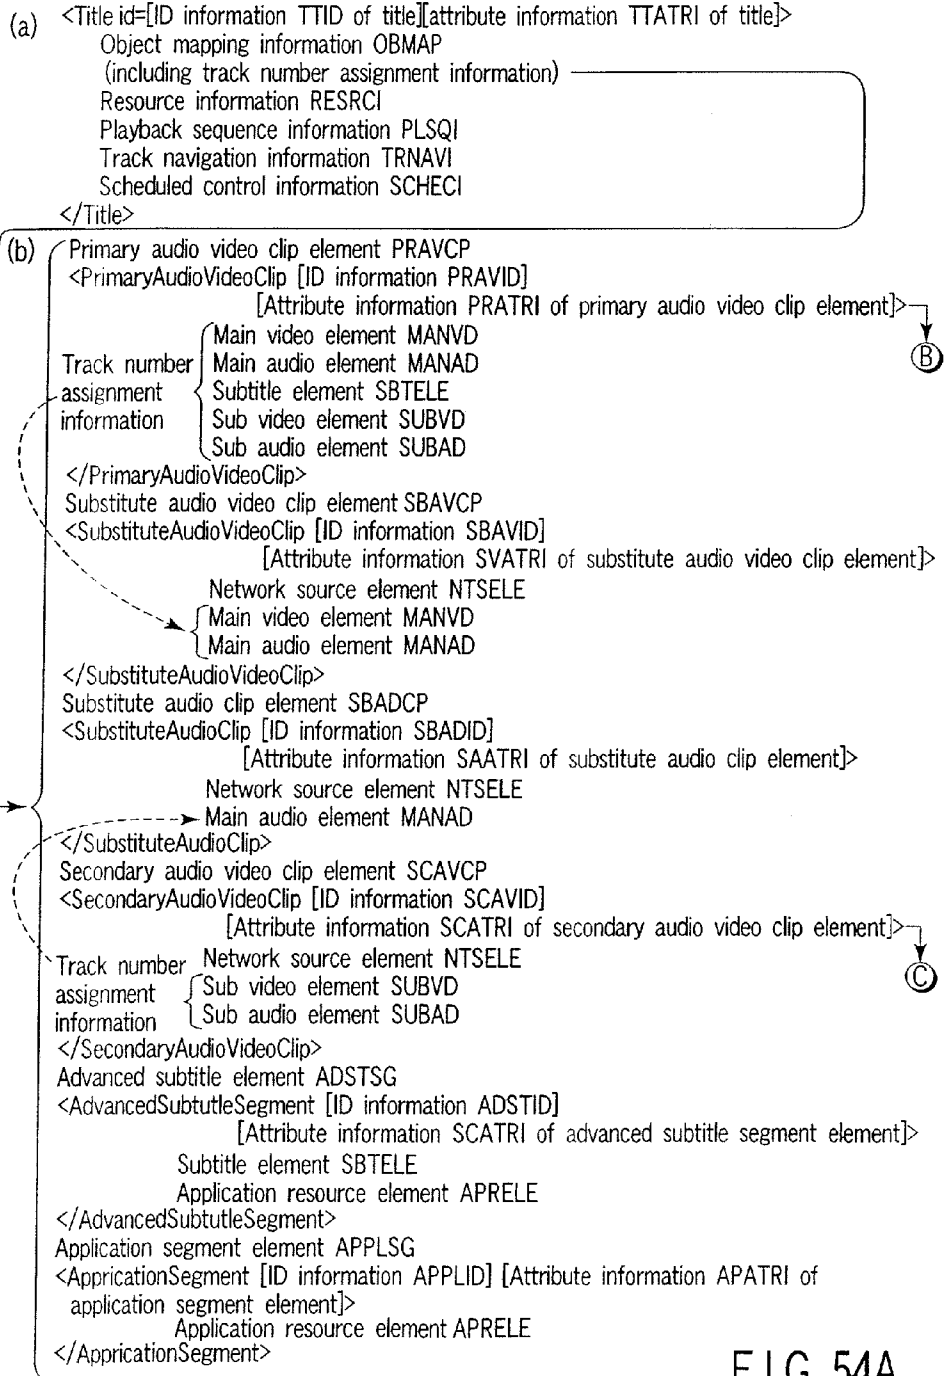 (a) <Title id=[ID information TTID of title][attribute information TTATRI of title]>
Object mapping information OBMAP
(including track number assignment information)
Resource information RESRCI
Playback sequence information PLSQI
Track navigation information TRNAVI
Scheduled control information SCHECI
</Title>
(b) Primary audio video clip element PRAVCP
<PrimaryAudioVideoClip [ID information PRAVID]
[Attribute information PRATRI of primary audio video clip element]>
B
Track number assignment information
Main video element MANVD
Main audio element MANAD
Subtitle element SBTELE
Sub video element SUBVD
Sub audio element SUBAD
</PrimaryAudioVideoClip>
Substitute audio video clip element SBAVCP
<SubstituteAudioVideoClip [ID information SBAVID]
[Attribute information SVATRI of substitute audio video clip element]>
Network source element NTSELE
Main video element MANVD
Main audio element MANAD
</SubstituteAudioVideoClip>
Substitute audio clip element SBADCP
<SubstituteAudioClip [ID information SBADID]
[Attribute information SAATRI of substitute audio clip element]>
Network source element NTSELE
Main audio element MANAD
</SubstituteAudioClip>
Secondary audio video clip element SCAVCP
<SecondaryAudioVideoClip [ID information SCAVID]
[Attribute information SCATRI of secondary audio video clip element]>
C
Track number assignment information
Network source element NTSELE
Sub video element SUBVD
Sub audio element SUBAD
</SecondaryAudioVideoClip>
Advanced subtitle element ADSTSG
<AdvancedSubtutleSegment [ID information ADSTID]
[Attribute information SCATRI of advanced subtitle segment element]>
Subtitle element SBTELE
Application resource element APRELE
</AdvancedSubtutleSegment>
Application segment element APPLSG
<AppricationSegment [ID information APPLID] [Attribute information APATRI of
application segment element]>
Application resource element APRELE
</AppricationSegment>
FIG. 54A